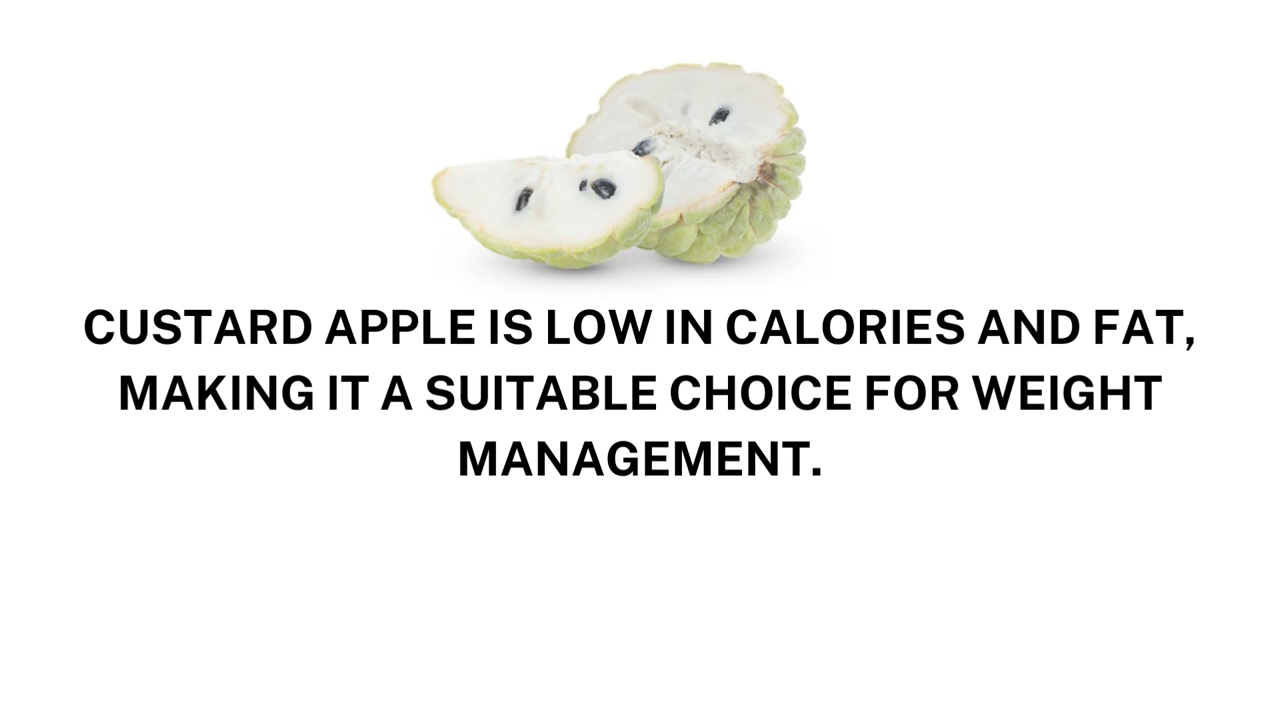 CUSTARD APPLE IS LOW IN CALORIES AND FAT,
MAKING IT A SUITABLE CHOICE FOR WEIGHT
MANAGEMENT.